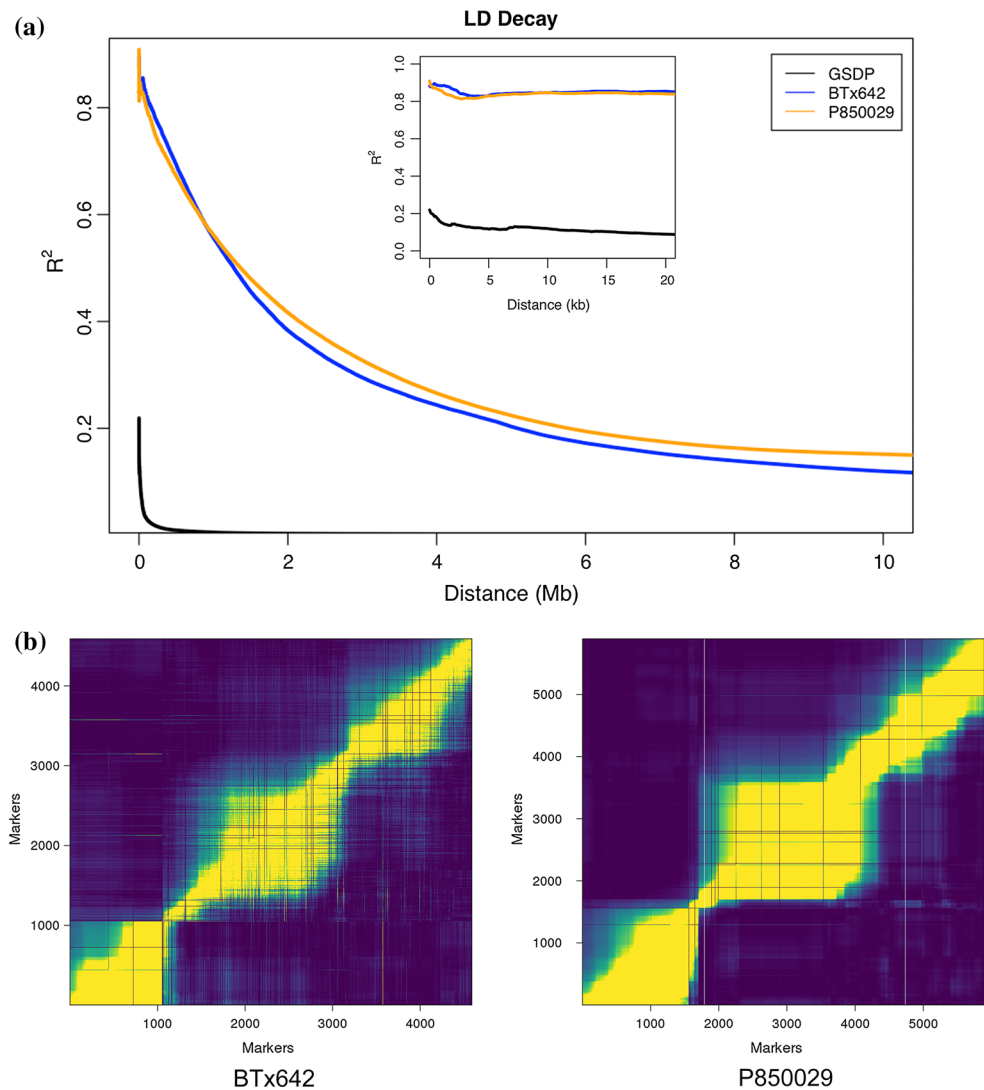 (a)
LD Decay
R²
0.2
0.4
0.6
0.8
0
2
4
6
8
10
Distance (Mb)
R²
0.0
0.2
0.4
0.6
0.8
1.0
0
5
10
15
20
Distance (kb)
GSDP
BTx642
P850029
(b)
Markers
4000
3000
2000
1000
1000
2000
3000
4000
Markers
BTx642
Markers
5000
4000
3000
2000
1000
1000
2000
3000
4000
5000
Markers
P850029